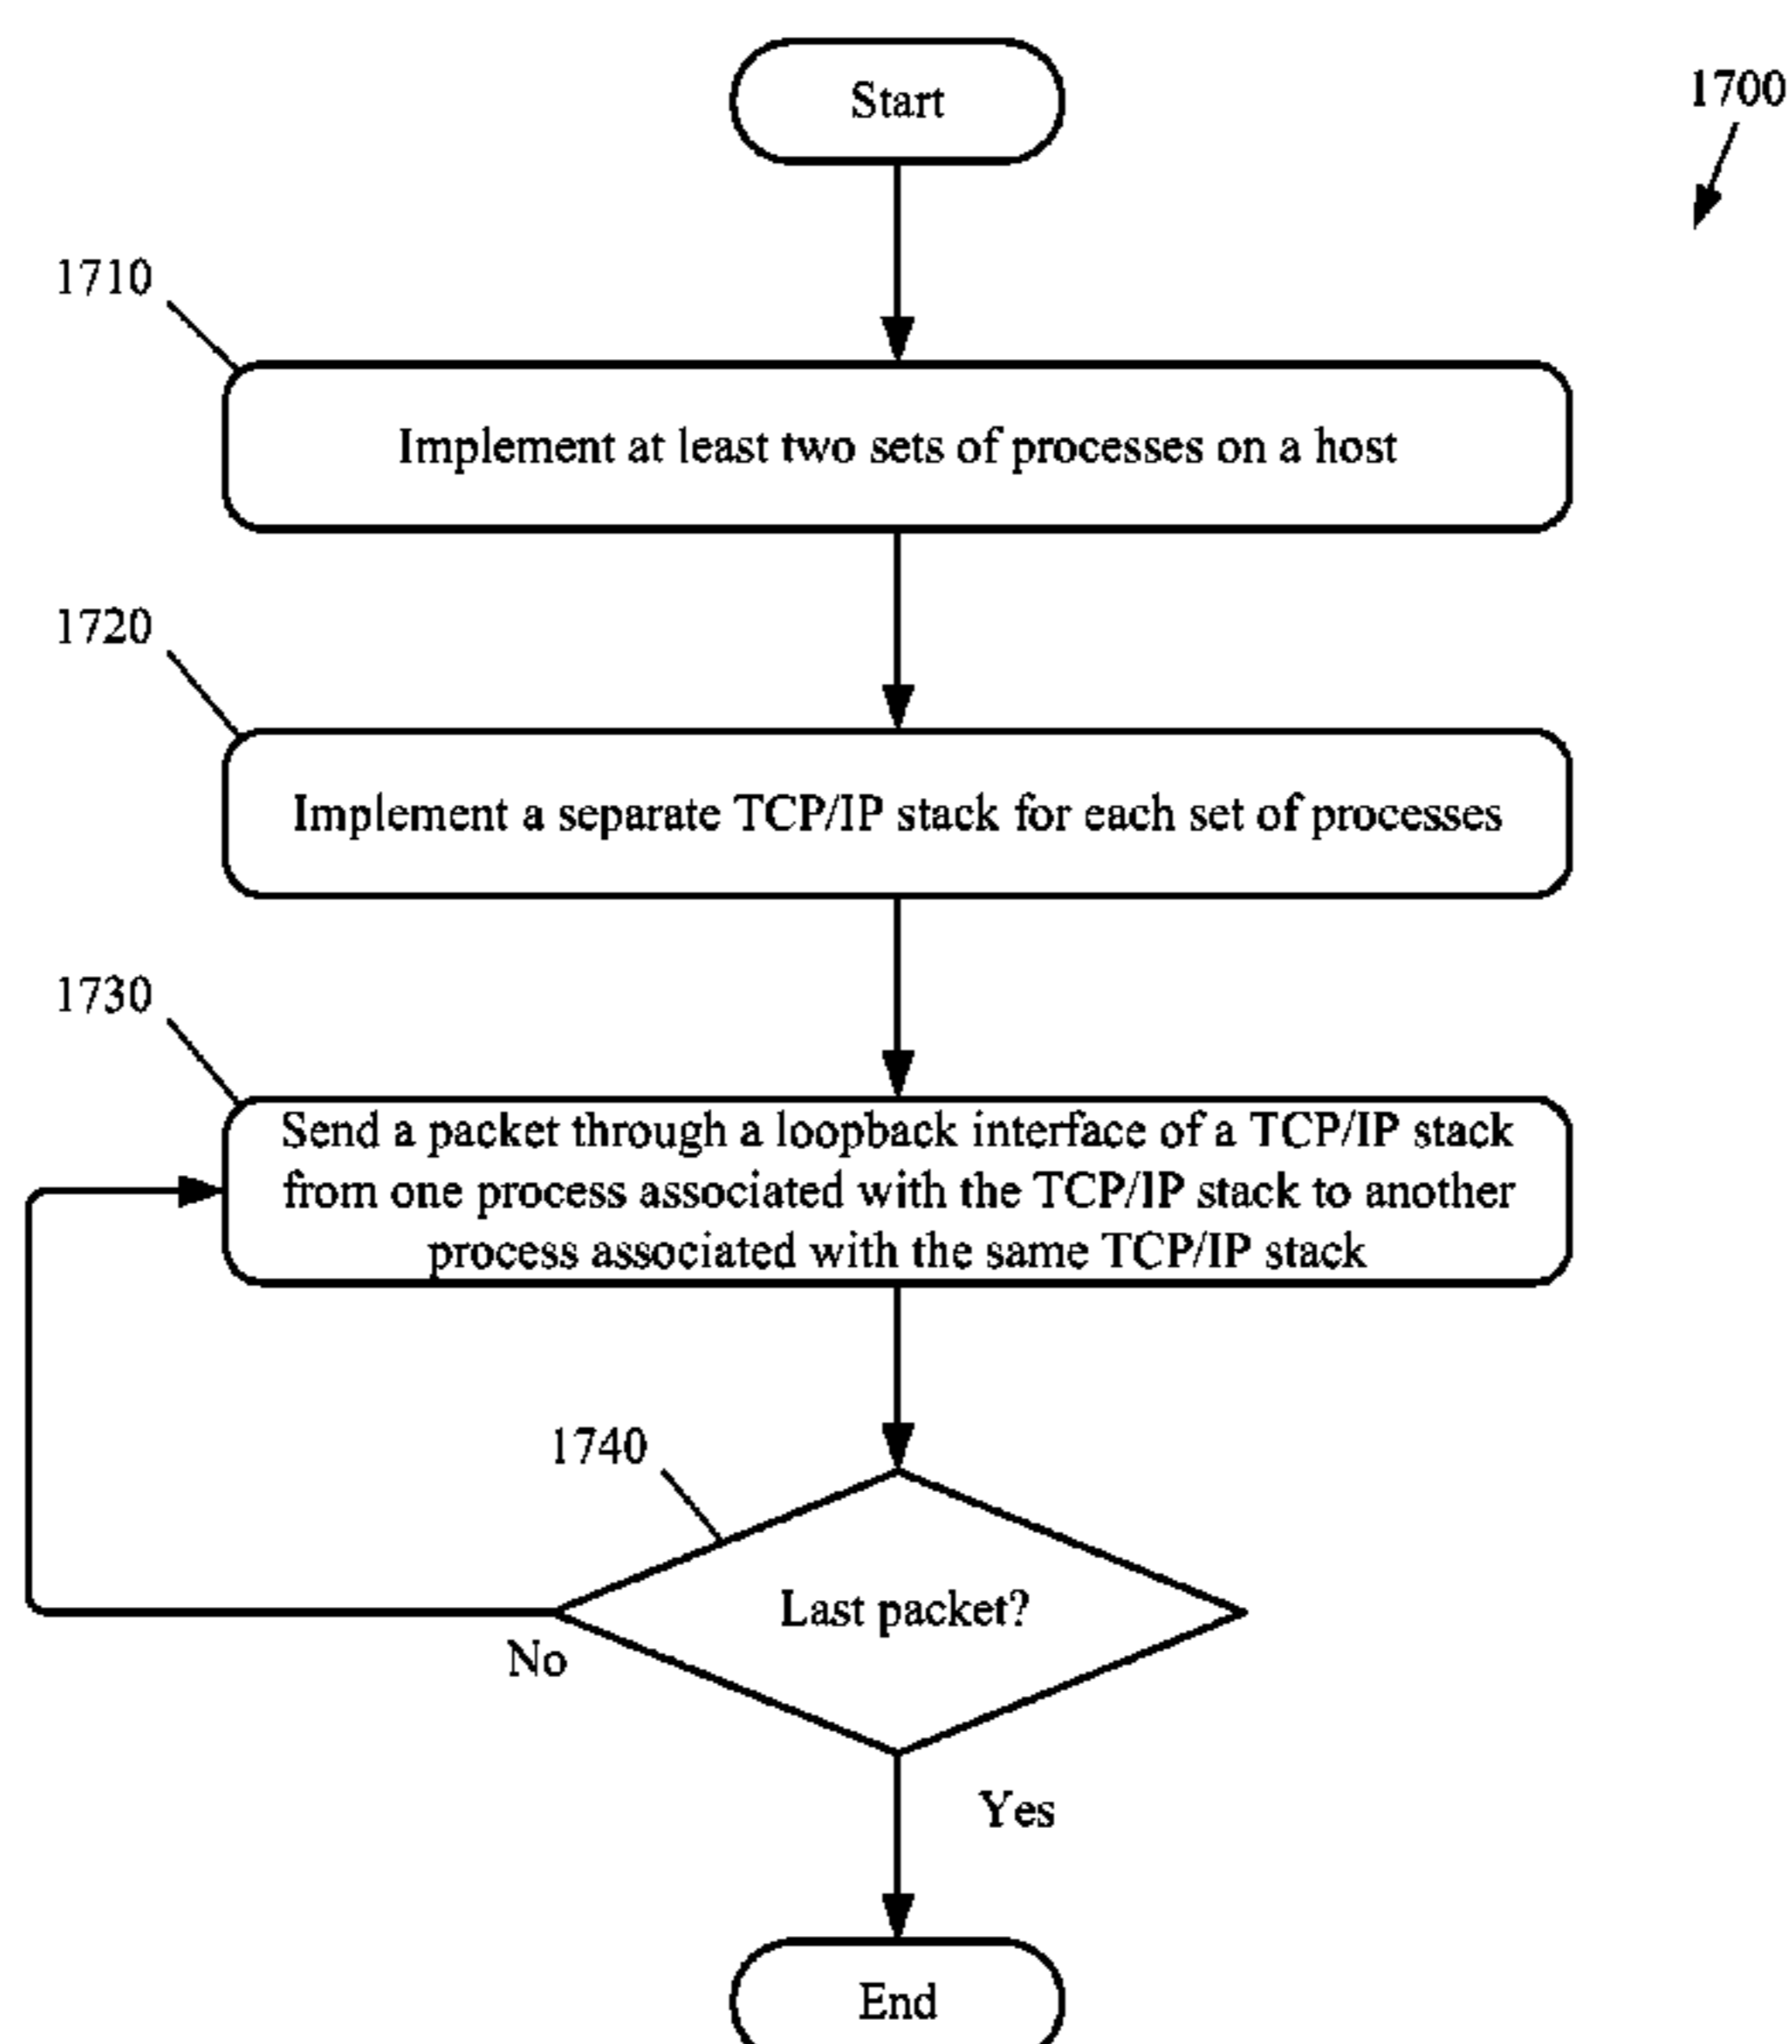 Start
1700
1710
Implement at least two sets of processes on a host
1720
Implement a separate TCP/IP stack for each set of processes
1730
Send a packet through a loopback interface of a TCP/IP stack
from one process associated with the TCP/IP stack to another
process associated with the same TCP/IP stack
1740
Last packet?
No
Yes
End